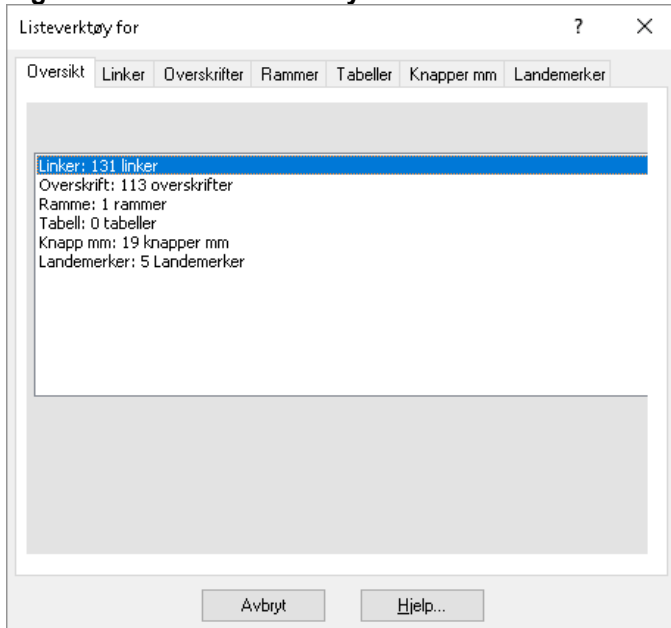 Listeverktøy for ?
Oversikt Linker Overskrifter Rammer Tabeller Knapper mm Landemerker
Linker: 131 linker
Overskrift: 113 overskrifter
Ramme: 1 rammer
Tabell: 0 tabeller
Knapp mm: 19 knapper mm
Landemerker: 5 Landemerker
Avbryt Hjelp...